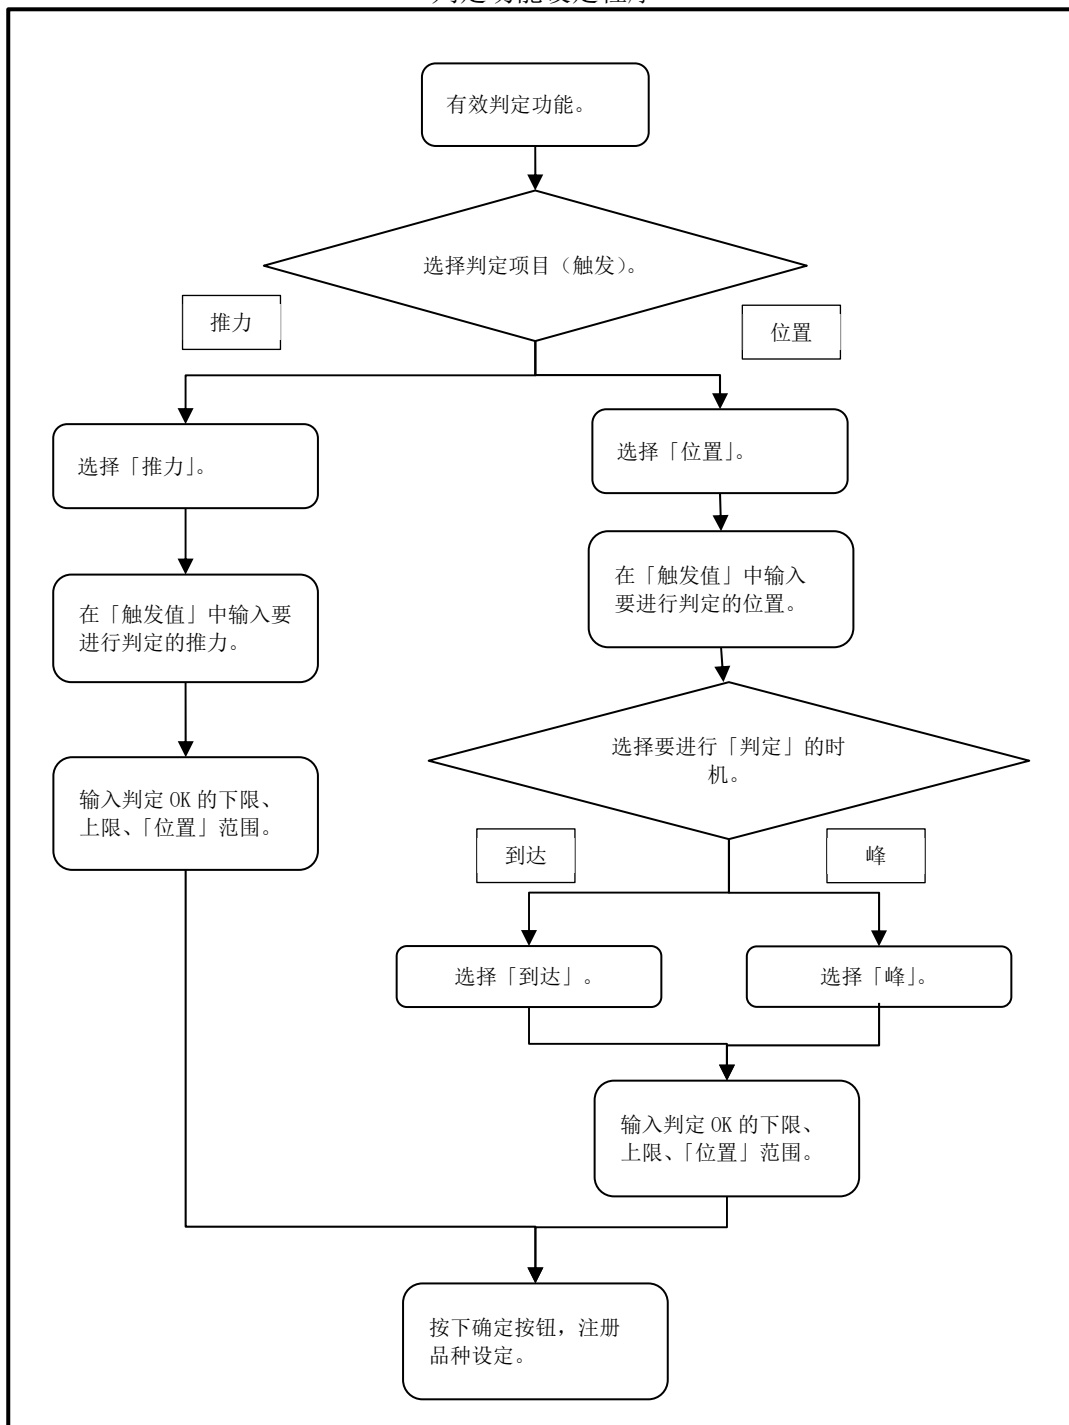 有效判定功能。
选择判定项目（触发）。
推力
位置
选择「推力」。
选择「位置」。
在「触发值」中输入要
进行判定的推力。
在「触发值」中输入
要进行判定的位置。
选择要进行「判定」的时
机。
输入判定 OK 的下限、
上限、「位置」范围。
到达
峰
选择「到达」。
选择「峰」。
输入判定 OK 的下限、
上限、「位置」范围。
按下确定按钮，注册
品种设定。